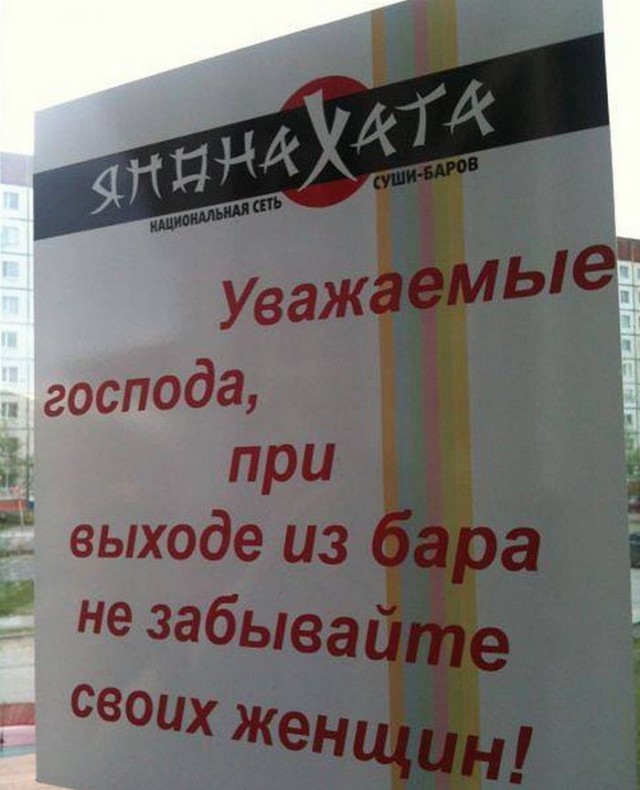 ЯПОНАХАТА
НАЦИОНАЛЬНАЯ СЕТЬ СУШИ-БАРОВ
Уважаемые
господа,
при
выходе из бара
не забывайте
своих женщин!